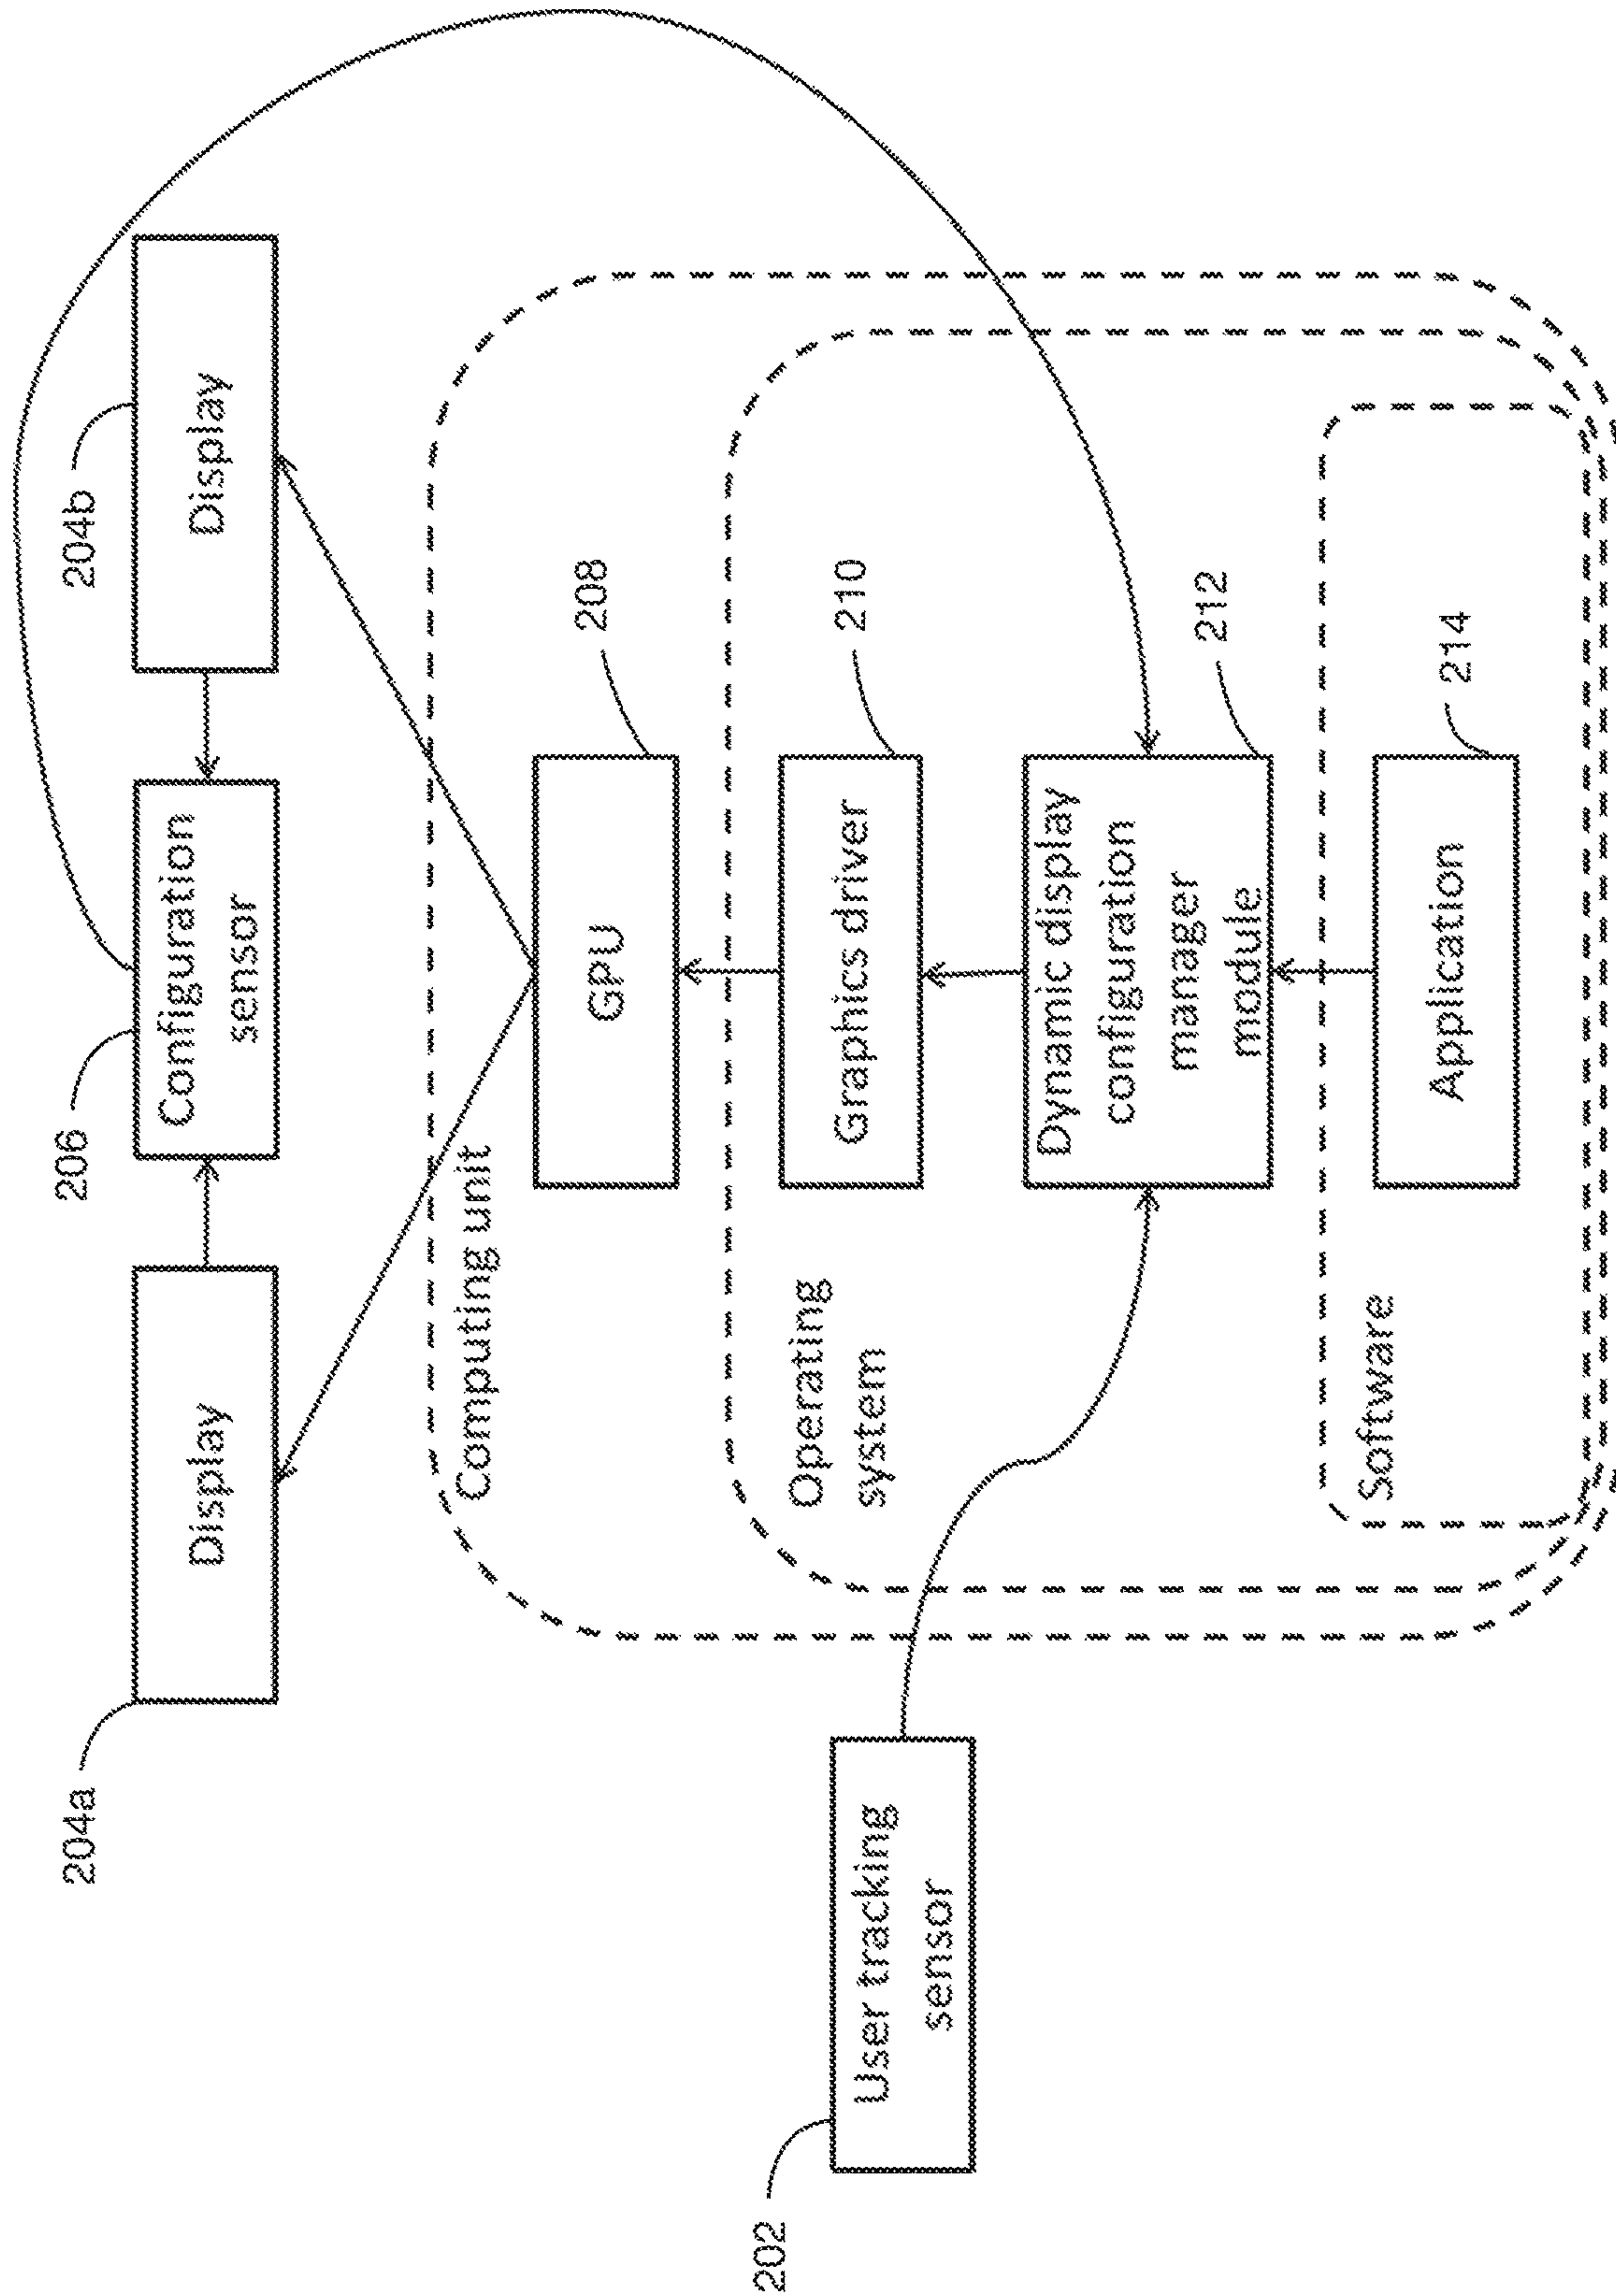 204a
206
204b
Display
Configuration
sensor
Display
Computing unit
GPU
208
Operating
system
Graphics driver
210
202
User tracking
sensor
Dynamic display
configuration
manager
module
212
Software
Application
214